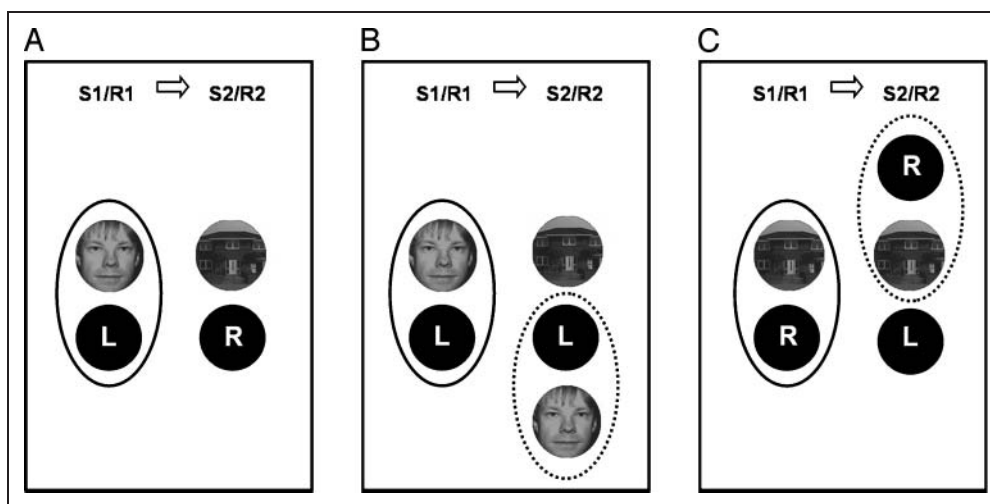 A
S1/R1 ⇨ S2/R2
L R
B
S1/R1 ⇨ S2/R2
L L
C
S1/R1 ⇨ S2/R2
R
R L